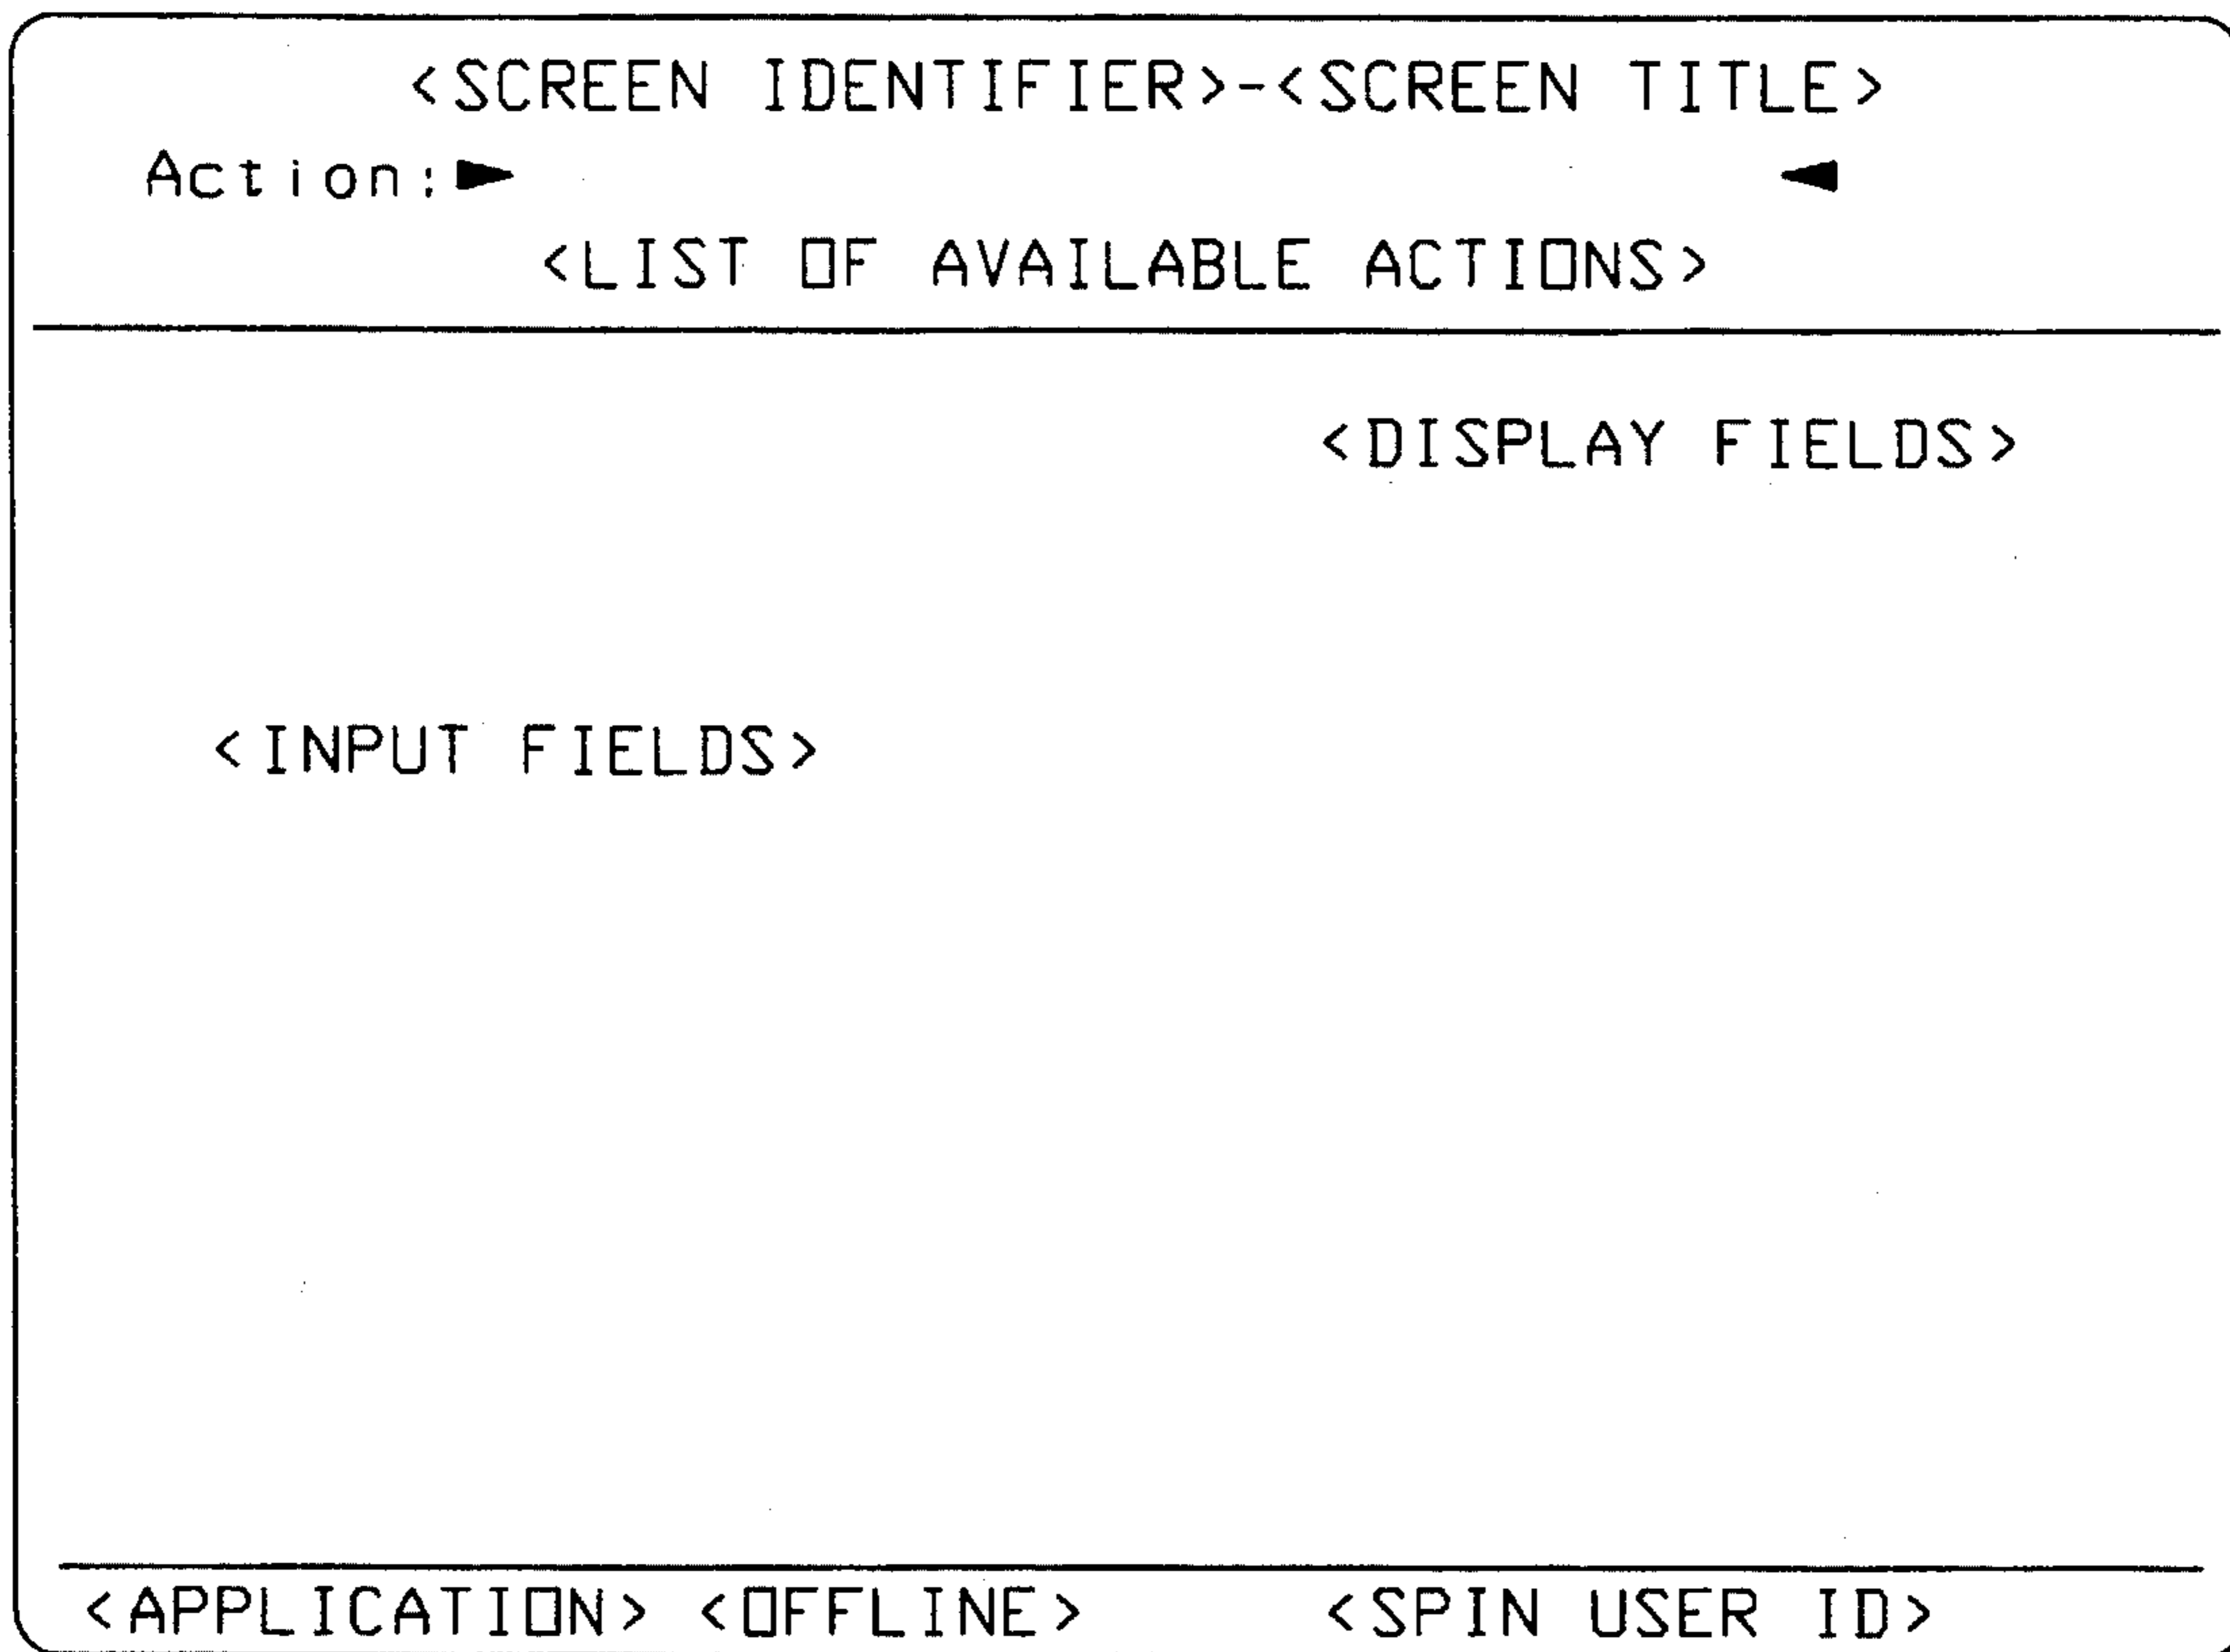 <SCREEN IDENTIFIER>-<SCREEN TITLE>
Action:►                    ◄
<LIST OF AVAILABLE ACTIONS>
<DISPLAY FIELDS>
<INPUT FIELDS>
<APPLICATION> <OFFLINE> <SPIN USER ID>